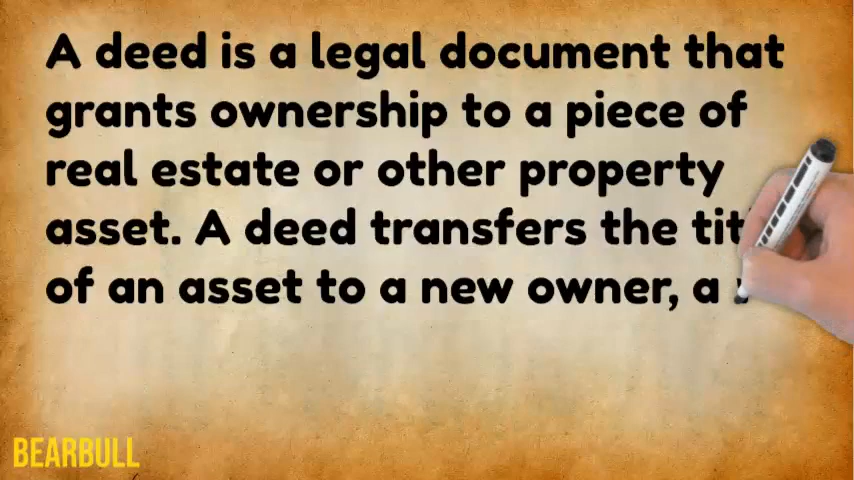 A deed is a legal document that
grants ownership to a piece of
real estate or other property
asset. A deed transfers the
of an asset to a new owner, a
BEARBULL